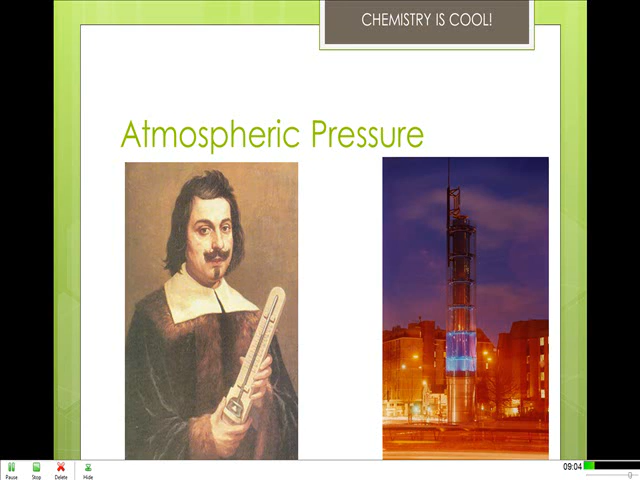 CHEMISTRY IS COOL!
Atmospheric Pressure
09:04
Pause Stop Delete Hide